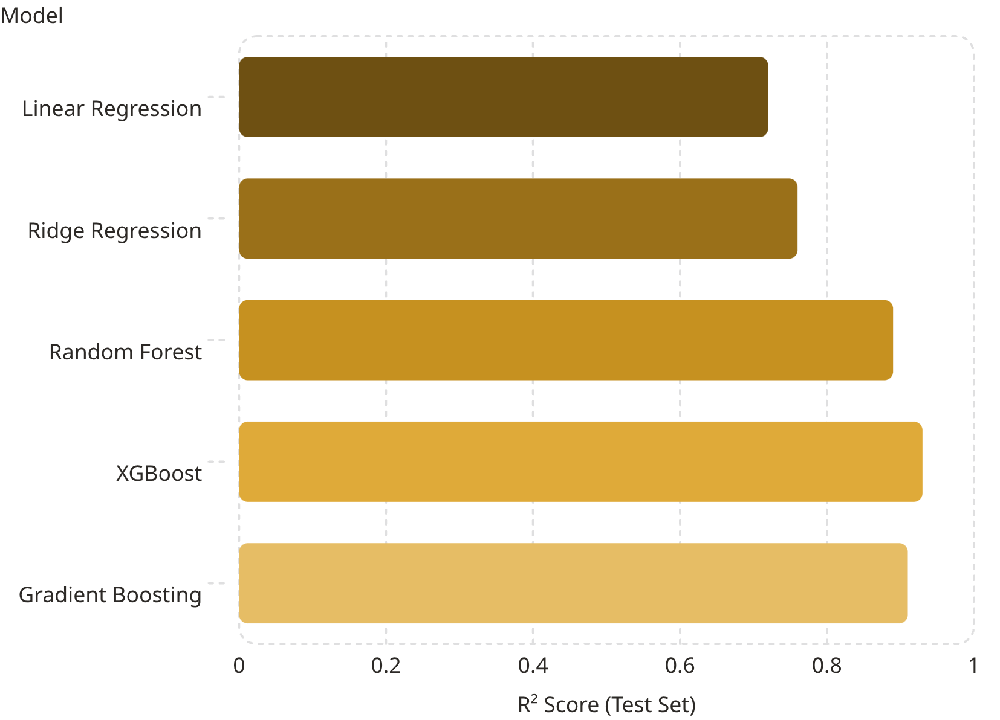 Model
Linear Regression
Ridge Regression
Random Forest
XGBoost
Gradient Boosting
0 0.2 0.4 0.6 0.8 1
R² Score (Test Set)